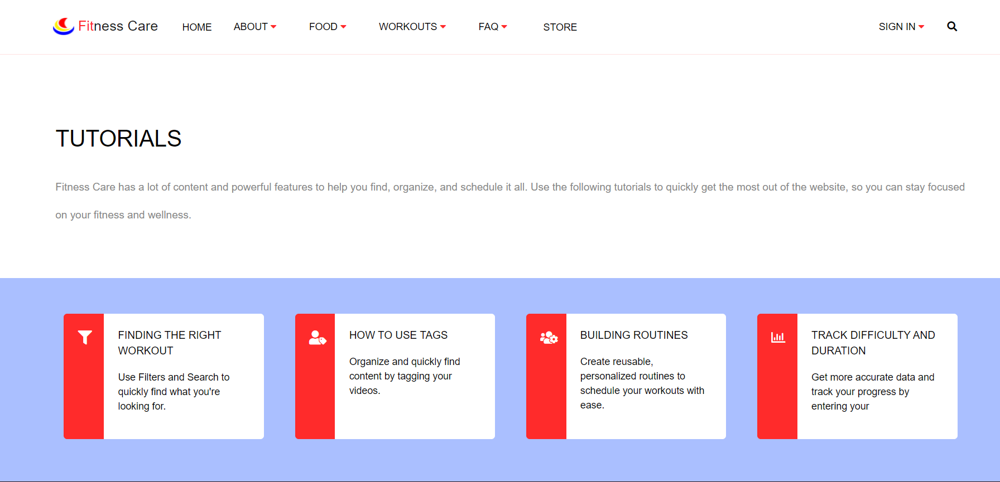 Fitness Care HOME ABOUT FOOD WORKOUTS FAQ STORE SIGN IN
TUTORIALS
Fitness Care has a lot of content and powerful features to help you find, organize, and schedule it all. Use the following tutorials to quickly get the most out of the website, so you can stay focused
on your fitness and wellness.
FINDING THE RIGHT
WORKOUT
Use Filters and Search to
quickly find what you're
looking for.
HOW TO USE TAGS
Organize and quickly find
content by tagging your
videos.
BUILDING ROUTINES
Create reusable,
personalized routines to
schedule your workouts with
ease.
TRACK DIFFICULTY AND
DURATION
Get more accurate data and
track your progress by
entering your